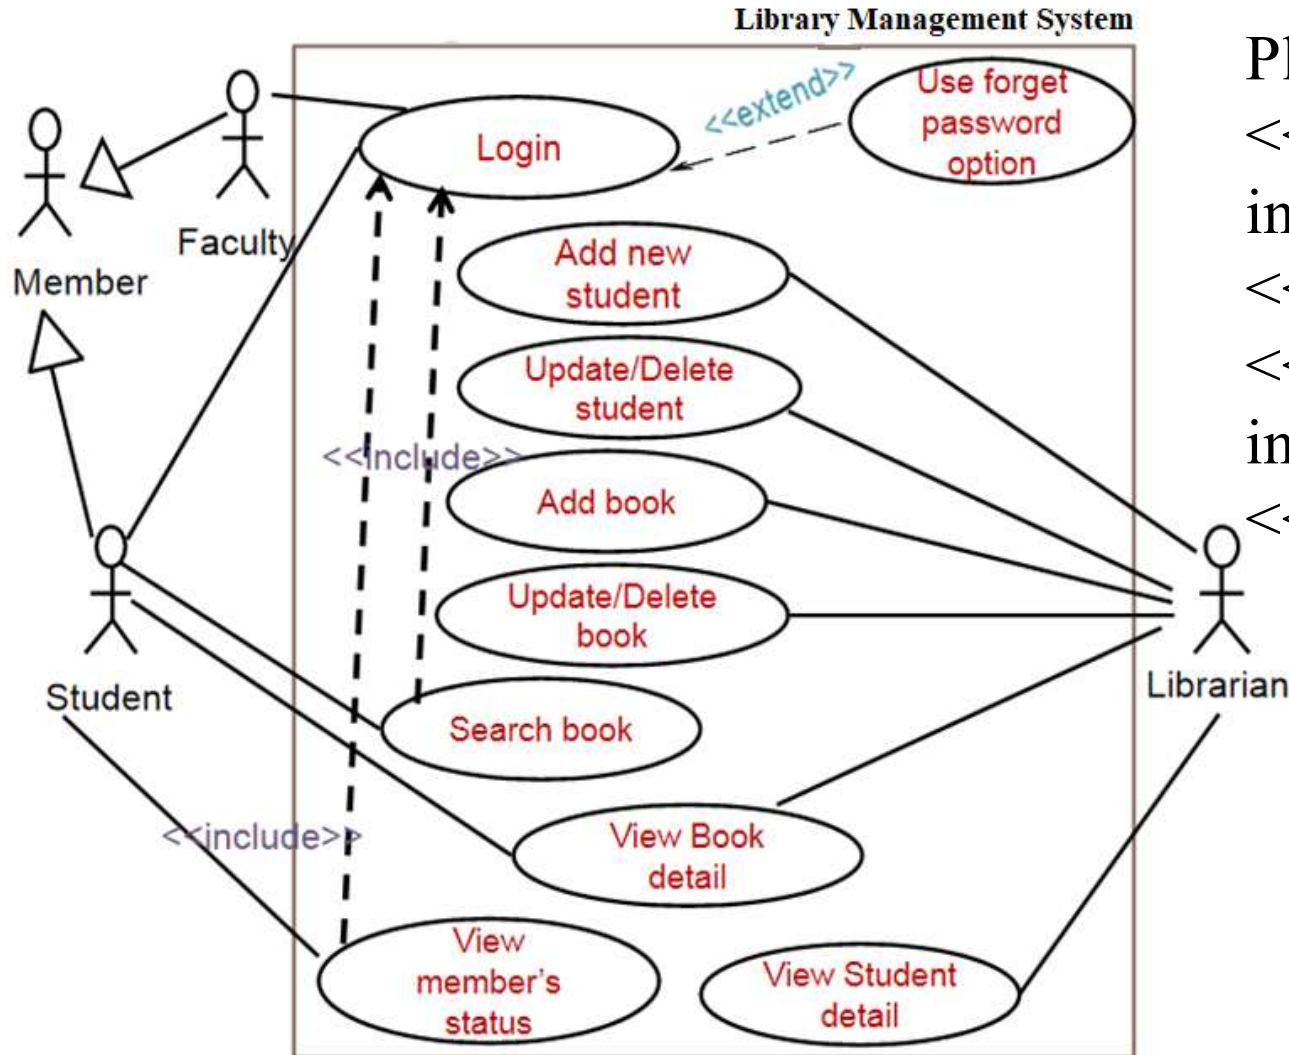 Library Management System
<<extend>>
Use forget
password
option
Login
Faculty
Member
Add new
student
Update/Delete
student
<<include>>
Add book
Update/Delete
book
Student
Librarian
Search book
<<include>>
View Book
detail
View
member's
status
View Student
detail